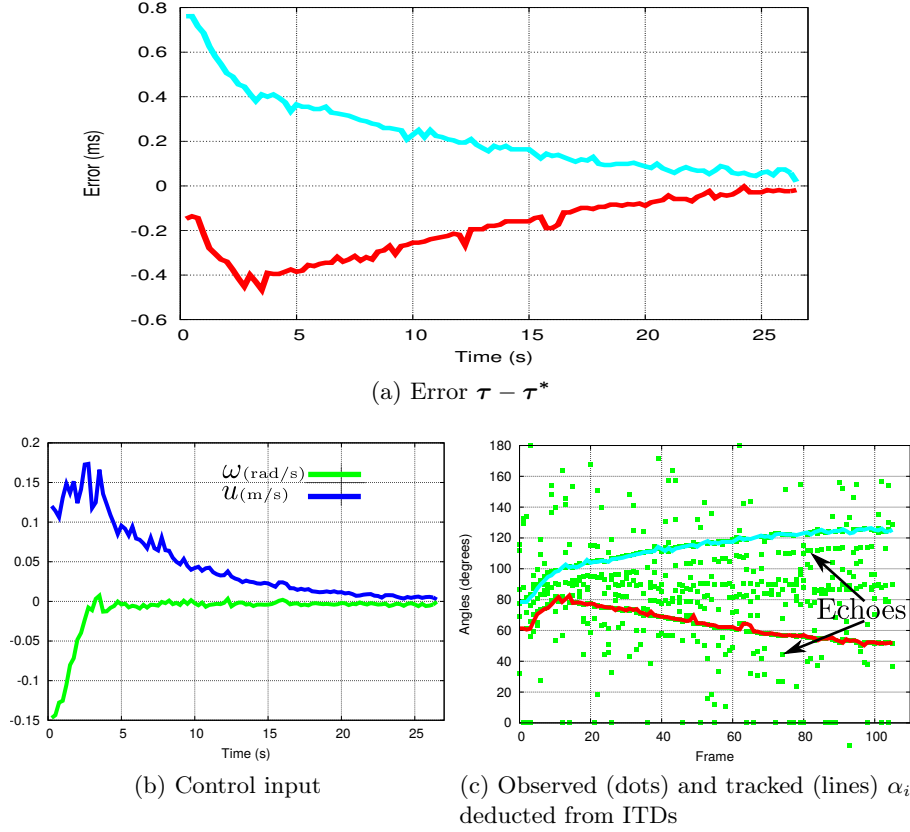 0.8
0.6
0.4
0.2
0
-0.2
-0.4
-0.6
Error (ms)
0 5 10 15 20 25
Time (s)
(a) Error τ − τ*
0.2
0.15
0.1
0.05
0
-0.05
-0.1
-0.15
ω(rad/s)
u(m/s)
0 5 10 15 20 25
Time (s)
(b) Control input
180
160
140
120
100
80
60
40
20
0
Angles (degrees)
Echoes
0 20 40 60 80 100
Frame
(c) Observed (dots) and tracked (lines) αi
deducted from ITDs